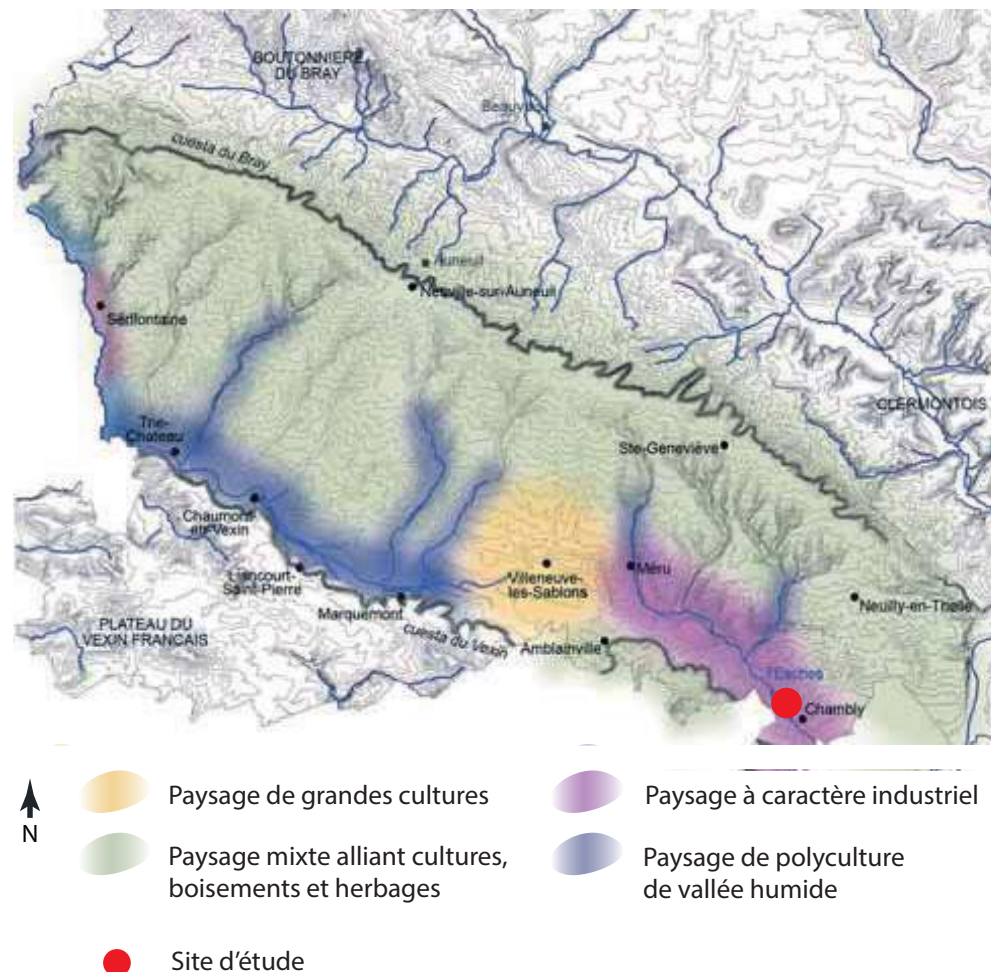 BOUTONNIERE
DU BRAY
Beauvais
cuesta du Bray
Auneuil
Neuville-sur-Auneuil
Sérifontaine
CLERMONTOIS
Trie-
Chateau
Ste-Geneviève
Chaumont-
en-Vexin
Liancourt-
Saint-Pierre
Villeneuve-
les-Sablons
Méru
Marquemont
Neuilly-en-Thelle
PLATEAU DU
VEXIN FRANCAIS
cuesta du Vexin
Amblainville
l'Esches
Chambly
N
Paysage de grandes cultures
Paysage à caractère industriel
Paysage mixte alliant cultures,
boisements et herbages
Paysage de polyculture
de vallée humide
Site d'étude